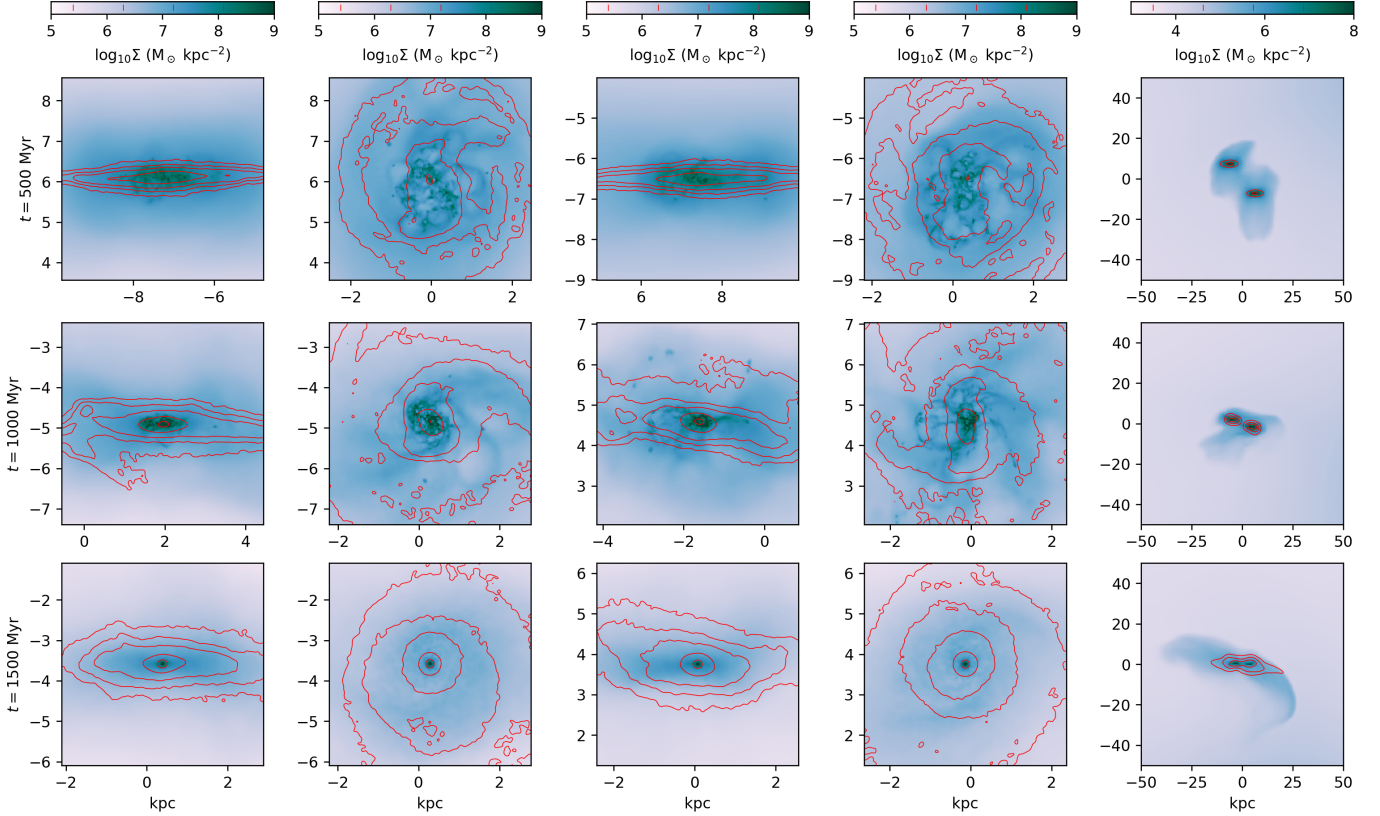 5 6 7 8 9 5 6 7 8 9 5 6 7 8 9 5 6 7 8 9 4 6 8
log₁₀Σ (M⊙ kpc⁻²) log₁₀Σ (M⊙ kpc⁻²) log₁₀Σ (M⊙ kpc⁻²) log₁₀Σ (M⊙ kpc⁻²) log₁₀Σ (M⊙ kpc⁻²)
t = 500 Myr
8 7 6 5 4
−8 −6
8 7 6 5 4
−2 0 2
−5 −6 −7 −8 −9
6 8
−5 −6 −7 −8 −9
−2 0 2
40 20 0 −20 −40
−50 −25 0 25 50
t = 1000 Myr
−3 −4 −5 −6 −7
0 2 4
−3 −4 −5 −6 −7
−2 0 2
7 6 5 4 3
−4 −2 0
7 6 5 4 3
−2 0 2
40 20 0 −20 −40
−50 −25 0 25 50
t = 1500 Myr
−2 −3 −4 −5 −6
−2 0 2
kpc
−2 −3 −4 −5 −6
−2 0 2
kpc
6 5 4 3 2
−2 0 2
kpc
6 5 4 3 2
−2 0 2
kpc
40 20 0 −20 −40
−50 −25 0 25 50
kpc